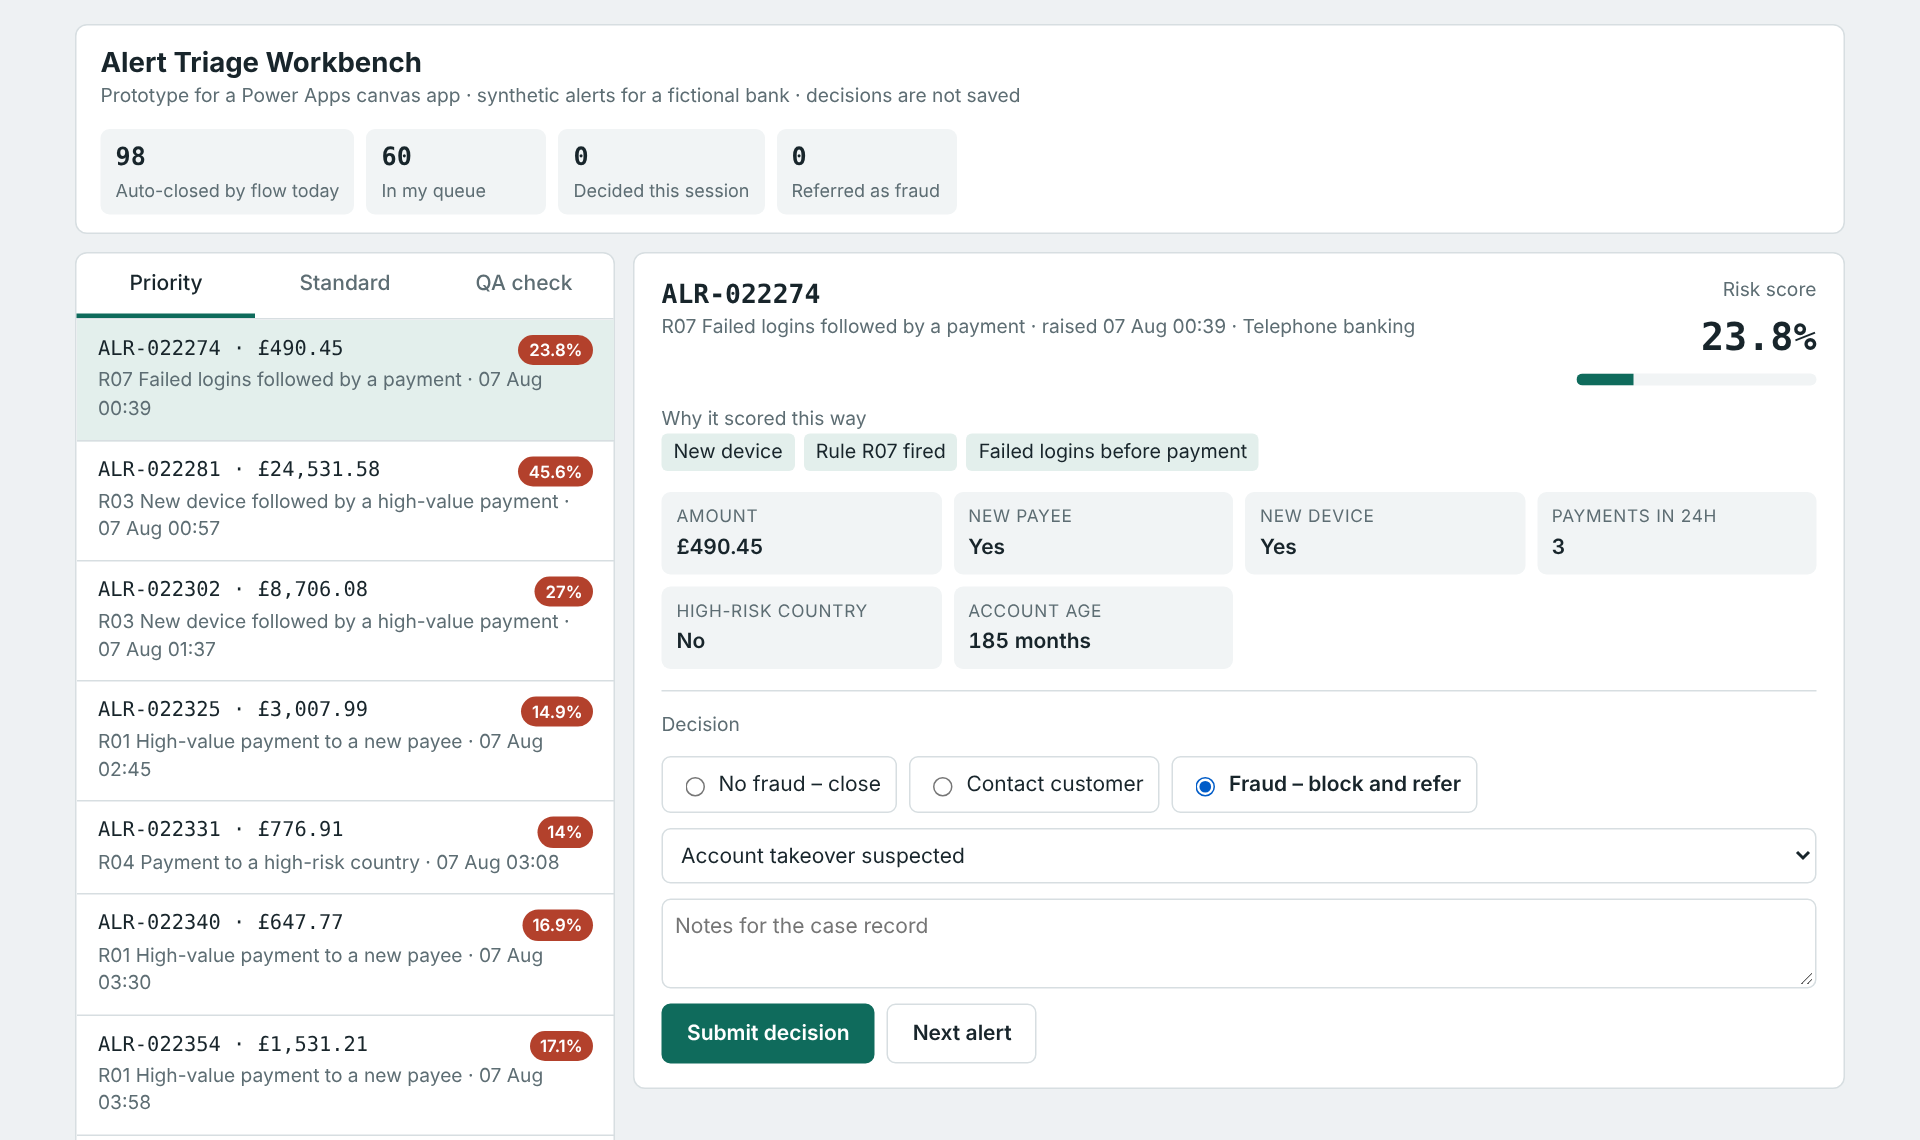 Alert Triage Workbench
Prototype for a Power Apps canvas app · synthetic alerts for a fictional bank · decisions are not saved
98
Auto-closed by flow today
60
In my queue
0
Decided this session
0
Referred as fraud
Priority
Standard
QA check
ALR-022274 · £490.45
23.8%
R07 Failed logins followed by a payment · 07 Aug
00:39
ALR-022281 · £24,531.58
45.6%
R03 New device followed by a high-value payment ·
07 Aug 00:57
ALR-022302 · £8,706.08
27%
R03 New device followed by a high-value payment ·
07 Aug 01:37
ALR-022325 · £3,007.99
14.9%
R01 High-value payment to a new payee · 07 Aug
02:45
ALR-022331 · £776.91
14%
R04 Payment to a high-risk country · 07 Aug 03:08
ALR-022340 · £647.77
16.9%
R01 High-value payment to a new payee · 07 Aug
03:30
ALR-022354 · £1,531.21
17.1%
R01 High-value payment to a new payee · 07 Aug
03:58
ALR-022274
R07 Failed logins followed by a payment · raised 07 Aug 00:39 · Telephone banking
Risk score
23.8%
Why it scored this way
New device
Rule R07 fired
Failed logins before payment
AMOUNT
£490.45
NEW PAYEE
Yes
NEW DEVICE
Yes
PAYMENTS IN 24H
3
HIGH-RISK COUNTRY
No
ACCOUNT AGE
185 months
Decision
No fraud – close
Contact customer
Fraud – block and refer
Account takeover suspected
Notes for the case record
Submit decision
Next alert